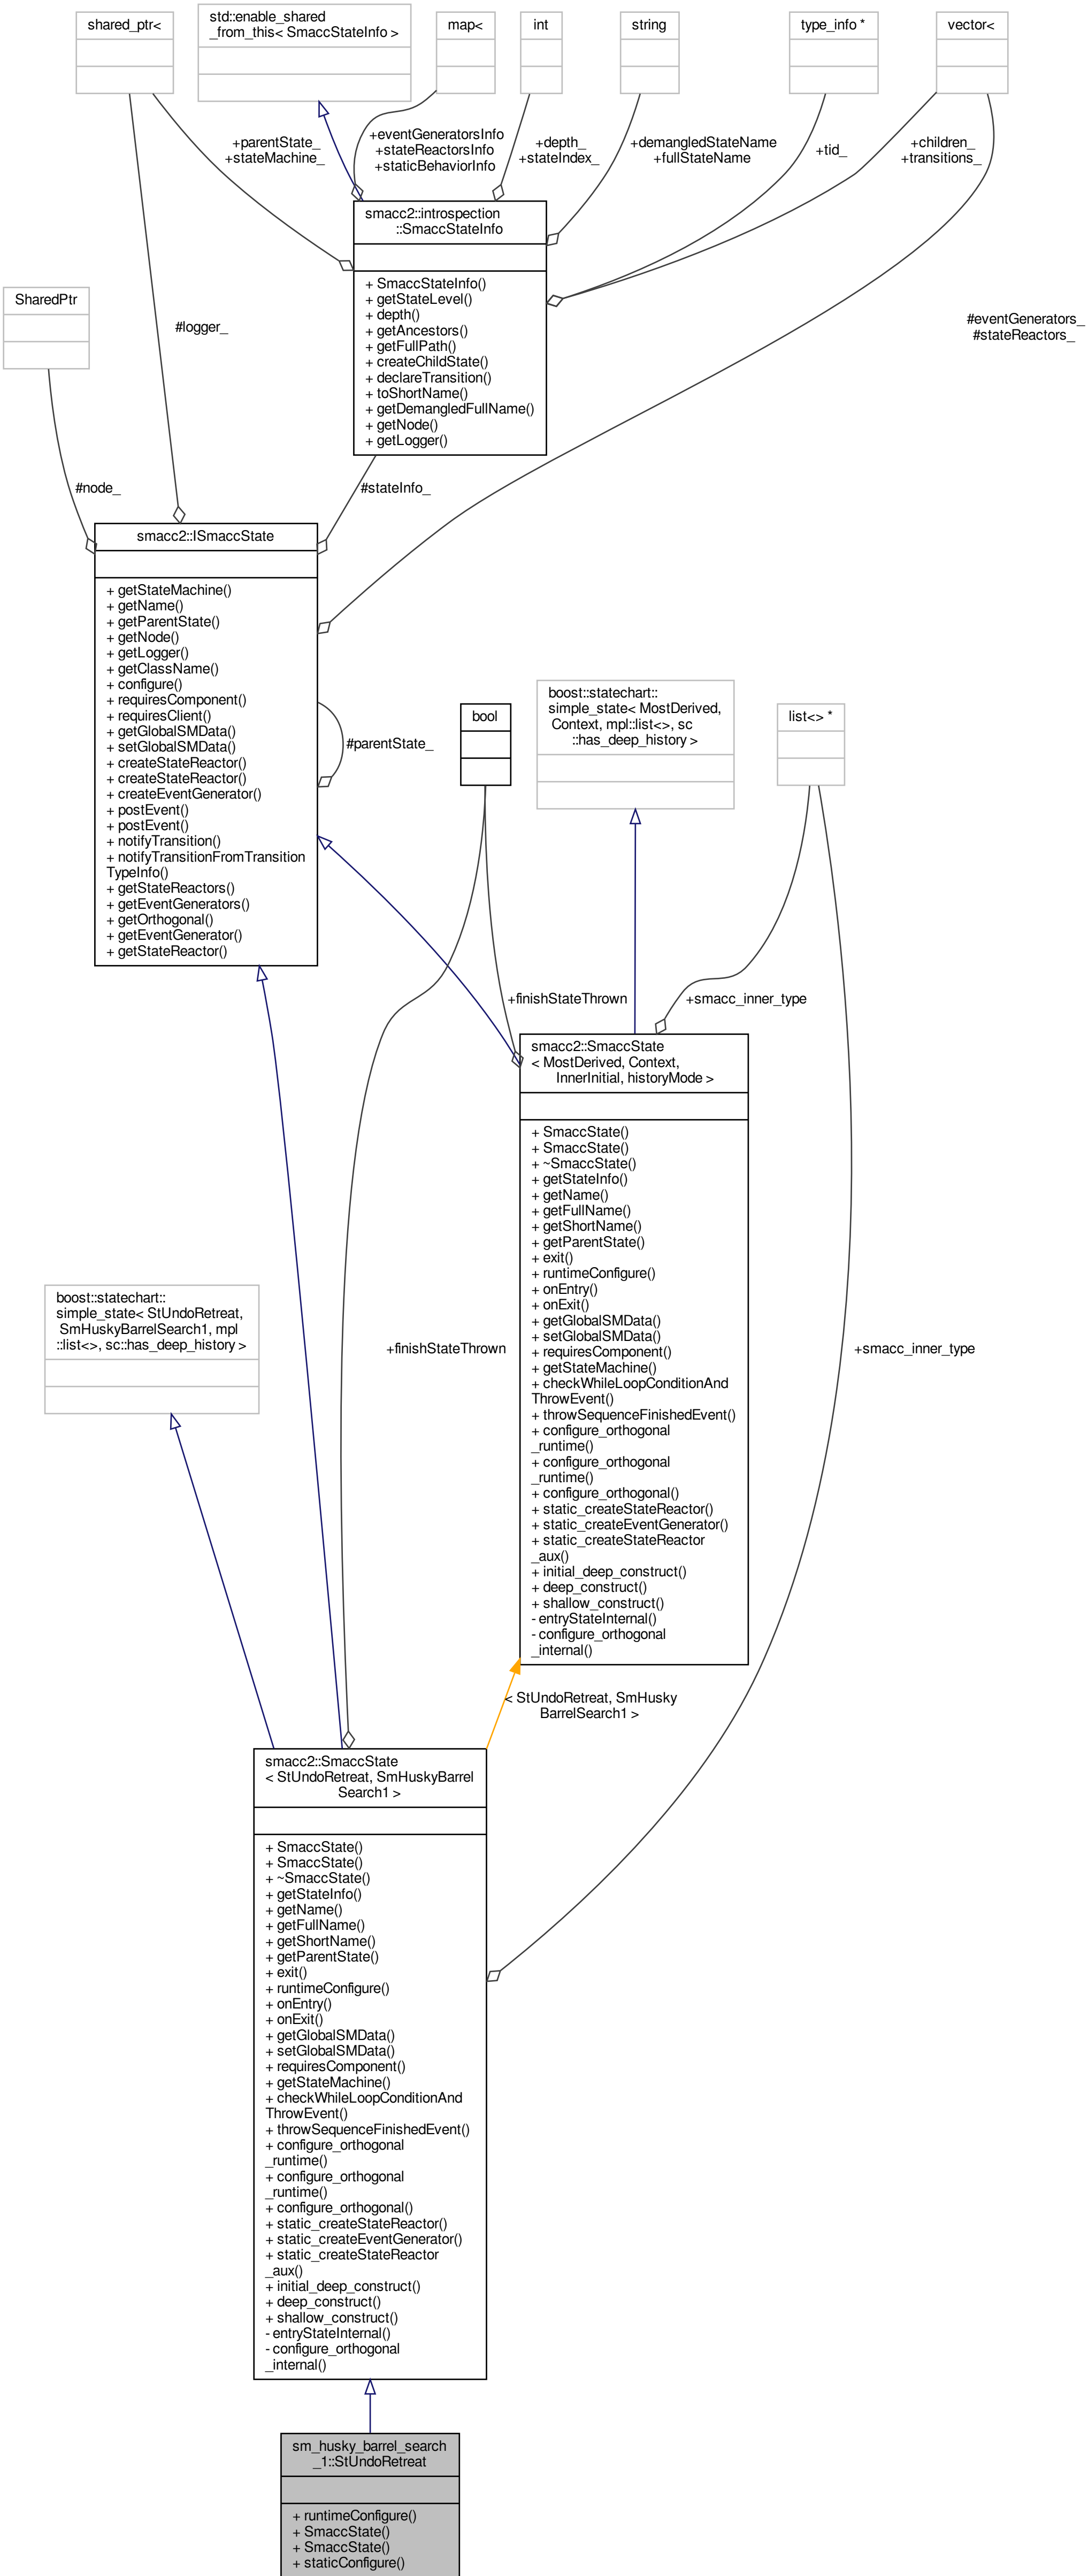 shared_ptr<
std::enable_shared
_from_this< SmaccStateInfo >
map<
int
string
type_info *
vector<
+parentState_
+stateMachine_
+eventGeneratorsInfo
+stateReactorsInfo
+staticBehaviorInfo
+depth_
+stateIndex_
+demangledStateName
+fullStateName
+tid_
+children_
+transitions_
smacc2::introspection
::SmaccStateInfo
+ SmaccStateInfo()
+ getStateLevel()
+ depth()
+ getAncestors()
+ getFullPath()
+ createChildState()
+ declareTransition()
+ toShortName()
+ getDemangledFullName()
+ getNode()
+ getLogger()
SharedPtr
#logger_
#eventGenerators_
#stateReactors_
#node_
#stateInfo_
smacc2::ISmaccState
+ getStateMachine()
+ getName()
+ getParentState()
+ getNode()
+ getLogger()
+ getClassName()
+ configure()
+ requiresComponent()
+ requiresClient()
+ getGlobalSMData()
+ setGlobalSMData()
+ createStateReactor()
+ createStateReactor()
+ createEventGenerator()
+ postEvent()
+ postEvent()
+ notifyTransition()
+ notifyTransitionFromTransition
TypeInfo()
+ getStateReactors()
+ getEventGenerators()
+ getOrthogonal()
+ getEventGenerator()
+ getStateReactor()
#parentState_
bool
boost::statechart::
simple_state< MostDerived,
Context, mpl::list<>, sc
::has_deep_history >
list<> *
+finishStateThrown
+smacc_inner_type
smacc2::SmaccState
< MostDerived, Context,
InnerInitial, historyMode >
+ SmaccState()
+ SmaccState()
+ ~SmaccState()
+ getStateInfo()
+ getName()
+ getFullName()
+ getShortName()
+ getParentState()
+ exit()
+ runtimeConfigure()
+ onEntry()
+ onExit()
+ getGlobalSMData()
+ setGlobalSMData()
+ requiresComponent()
+ getStateMachine()
+ checkWhileLoopConditionAnd
ThrowEvent()
+ throwSequenceFinishedEvent()
+ configure_orthogonal
_runtime()
+ configure_orthogonal
_runtime()
+ configure_orthogonal()
+ static_createStateReactor()
+ static_createEventGenerator()
+ static_createStateReactor
_aux()
+ initial_deep_construct()
+ deep_construct()
+ shallow_construct()
- entryStateInternal()
- configure_orthogonal
_internal()
boost::statechart::
simple_state< StUndoRetreat,
SmHuskyBarrelSearch1, mpl
::list<>, sc::has_deep_history >
+finishStateThrown
+smacc_inner_type
< StUndoRetreat, SmHusky
BarrelSearch1 >
smacc2::SmaccState
< StUndoRetreat, SmHuskyBarrel
Search1 >
+ SmaccState()
+ SmaccState()
+ ~SmaccState()
+ getStateInfo()
+ getName()
+ getFullName()
+ getShortName()
+ getParentState()
+ exit()
+ runtimeConfigure()
+ onEntry()
+ onExit()
+ getGlobalSMData()
+ setGlobalSMData()
+ requiresComponent()
+ getStateMachine()
+ checkWhileLoopConditionAnd
ThrowEvent()
+ throwSequenceFinishedEvent()
+ configure_orthogonal
_runtime()
+ configure_orthogonal
_runtime()
+ configure_orthogonal()
+ static_createStateReactor()
+ static_createEventGenerator()
+ static_createStateReactor
_aux()
+ initial_deep_construct()
+ deep_construct()
+ shallow_construct()
- entryStateInternal()
- configure_orthogonal
_internal()
sm_husky_barrel_search
_1::StUndoRetreat
+ runtimeConfigure()
+ SmaccState()
+ SmaccState()
+ staticConfigure()